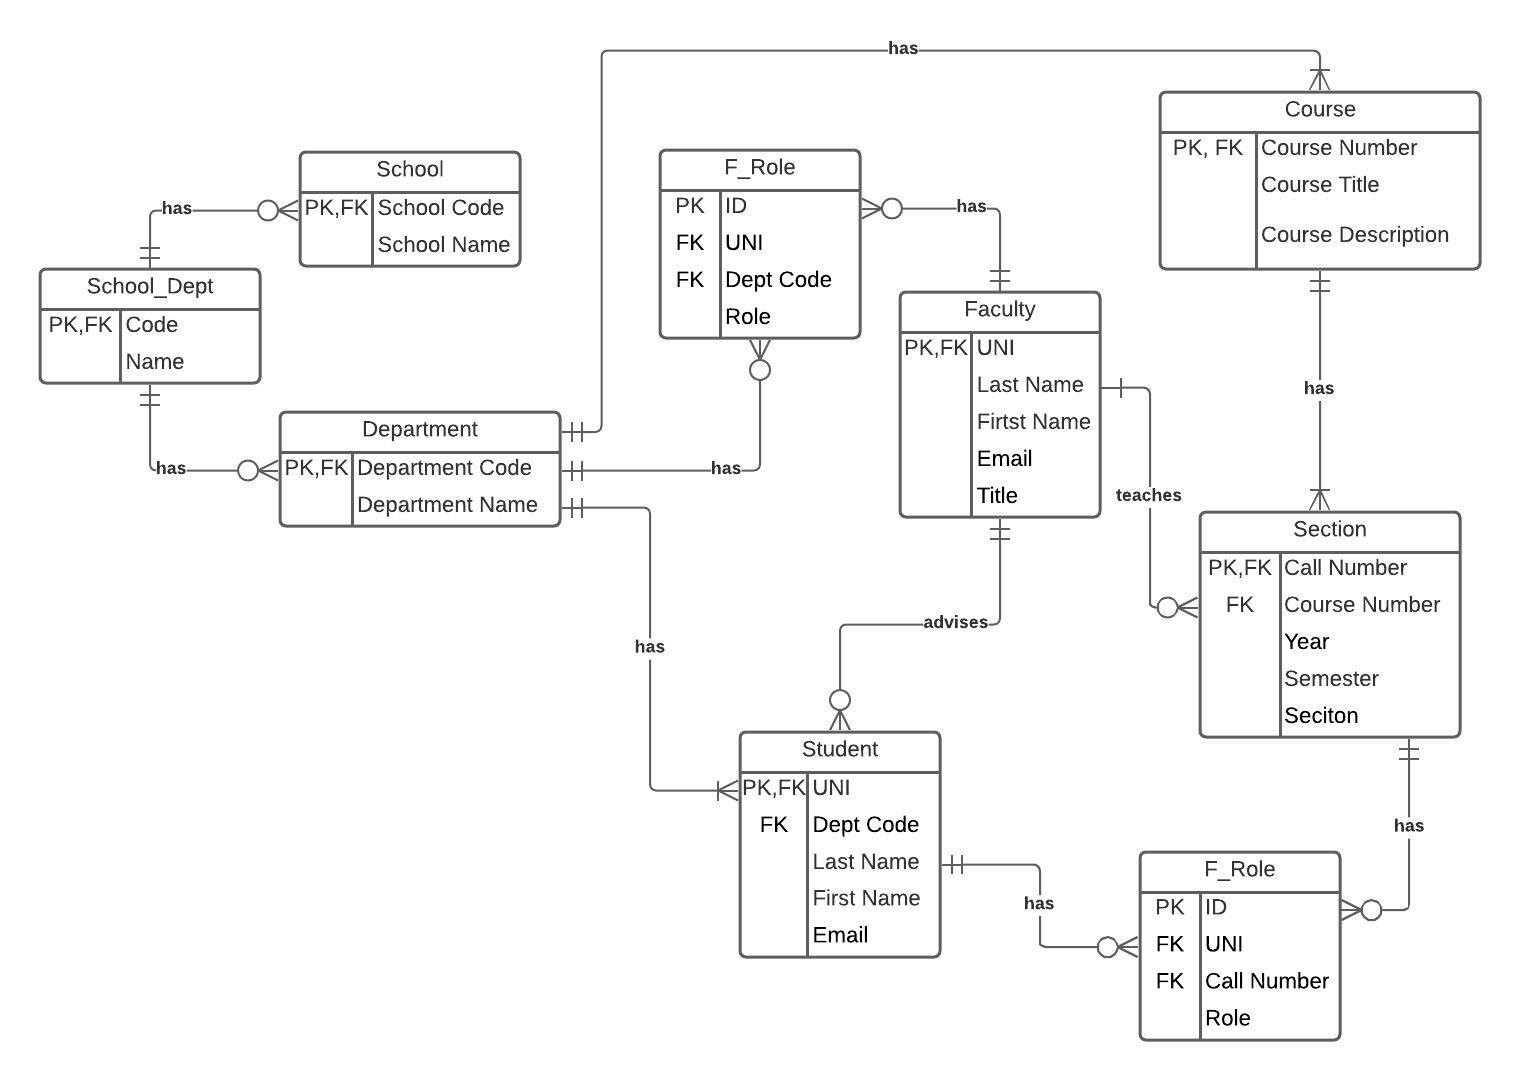 has
Course
PK, FK Course Number
Course Title
Course Description
School
PK,FK School Code
School Name
has
F_Role
PK ID
FK UNI
FK Dept Code
Role
has
School_Dept
PK,FK Code
Name
Faculty
PK,FK UNI
Last Name
Firtst Name
Email
Title
has
Department
PK,FK Department Code
Department Name
has
has
teaches
Section
PK,FK Call Number
FK Course Number
Year
Semester
Seciton
advises
has
Student
PK,FK UNI
FK Dept Code
Last Name
First Name
Email
has
has
F_Role
PK ID
FK UNI
FK Call Number
Role